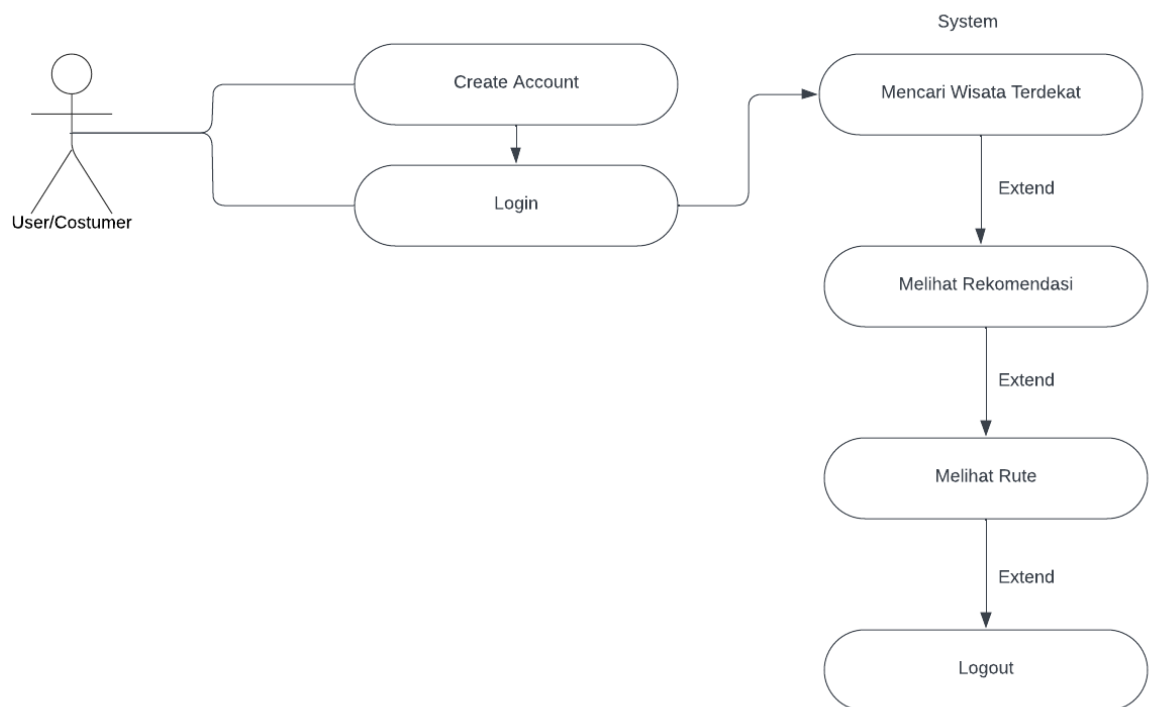 System
Create Account
Mencari Wisata Terdekat
Login
User/Costumer
Extend
Melihat Rekomendasi
Extend
Melihat Rute
Extend
Logout